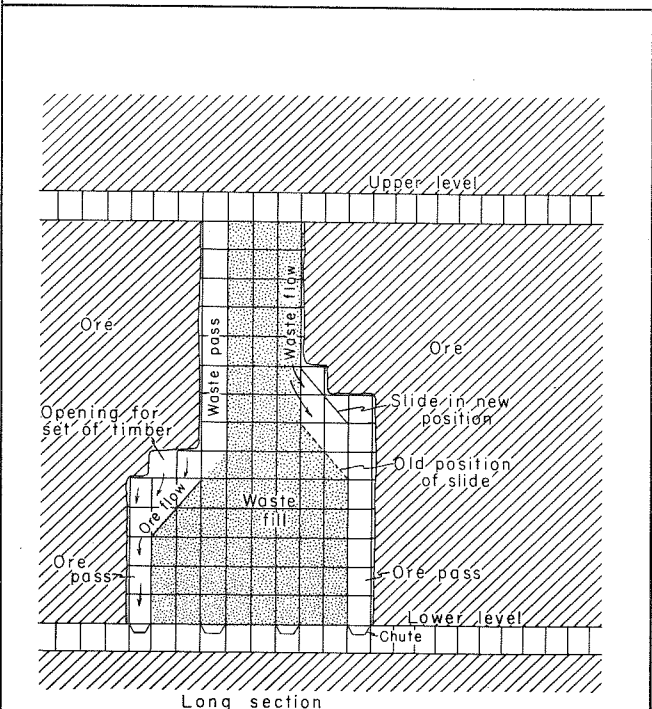 Upper level
Ore
Waste pass
Waste flow
Ore
Slide in new
position
Opening for
set of timber
Old position
of slide
Ore flow
Waste
fill
Ore
pass
Ore pass
Lower level
Chute
Long section